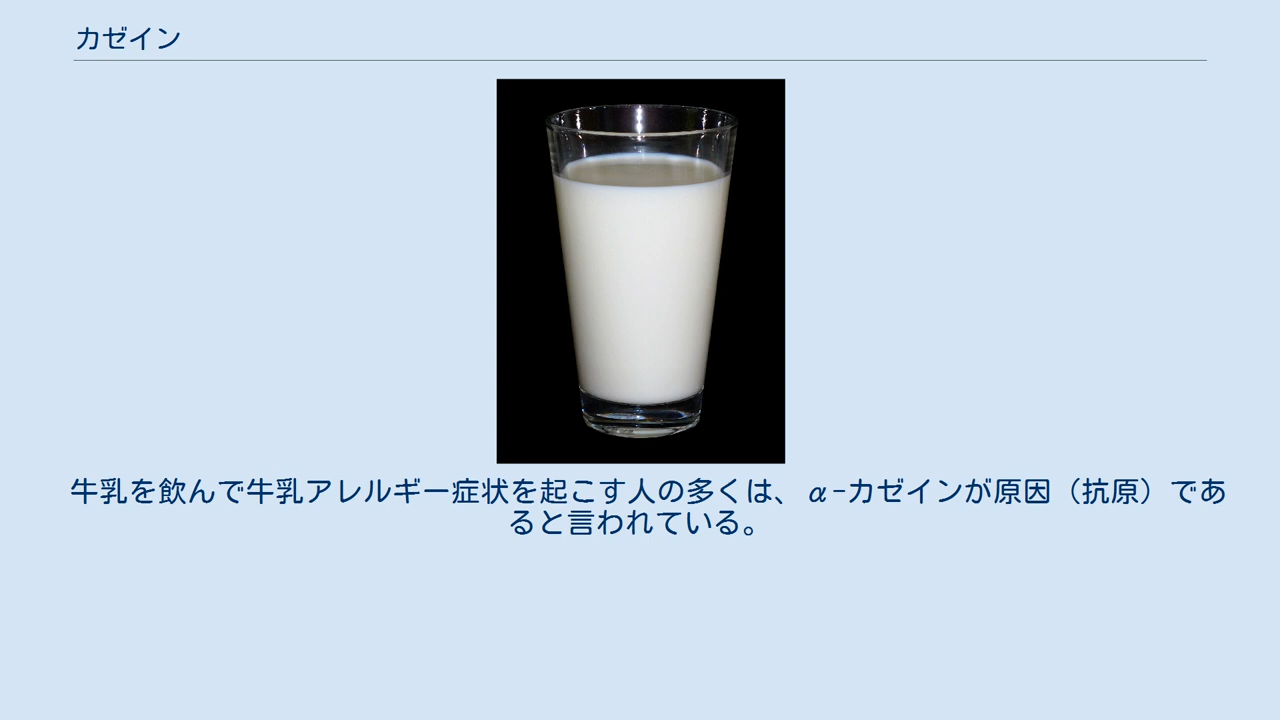 カゼイン
牛乳を飲んで牛乳アレルギー症状を起こす人の多くは、α-カゼインが原因（抗原）であ
ると言われている。